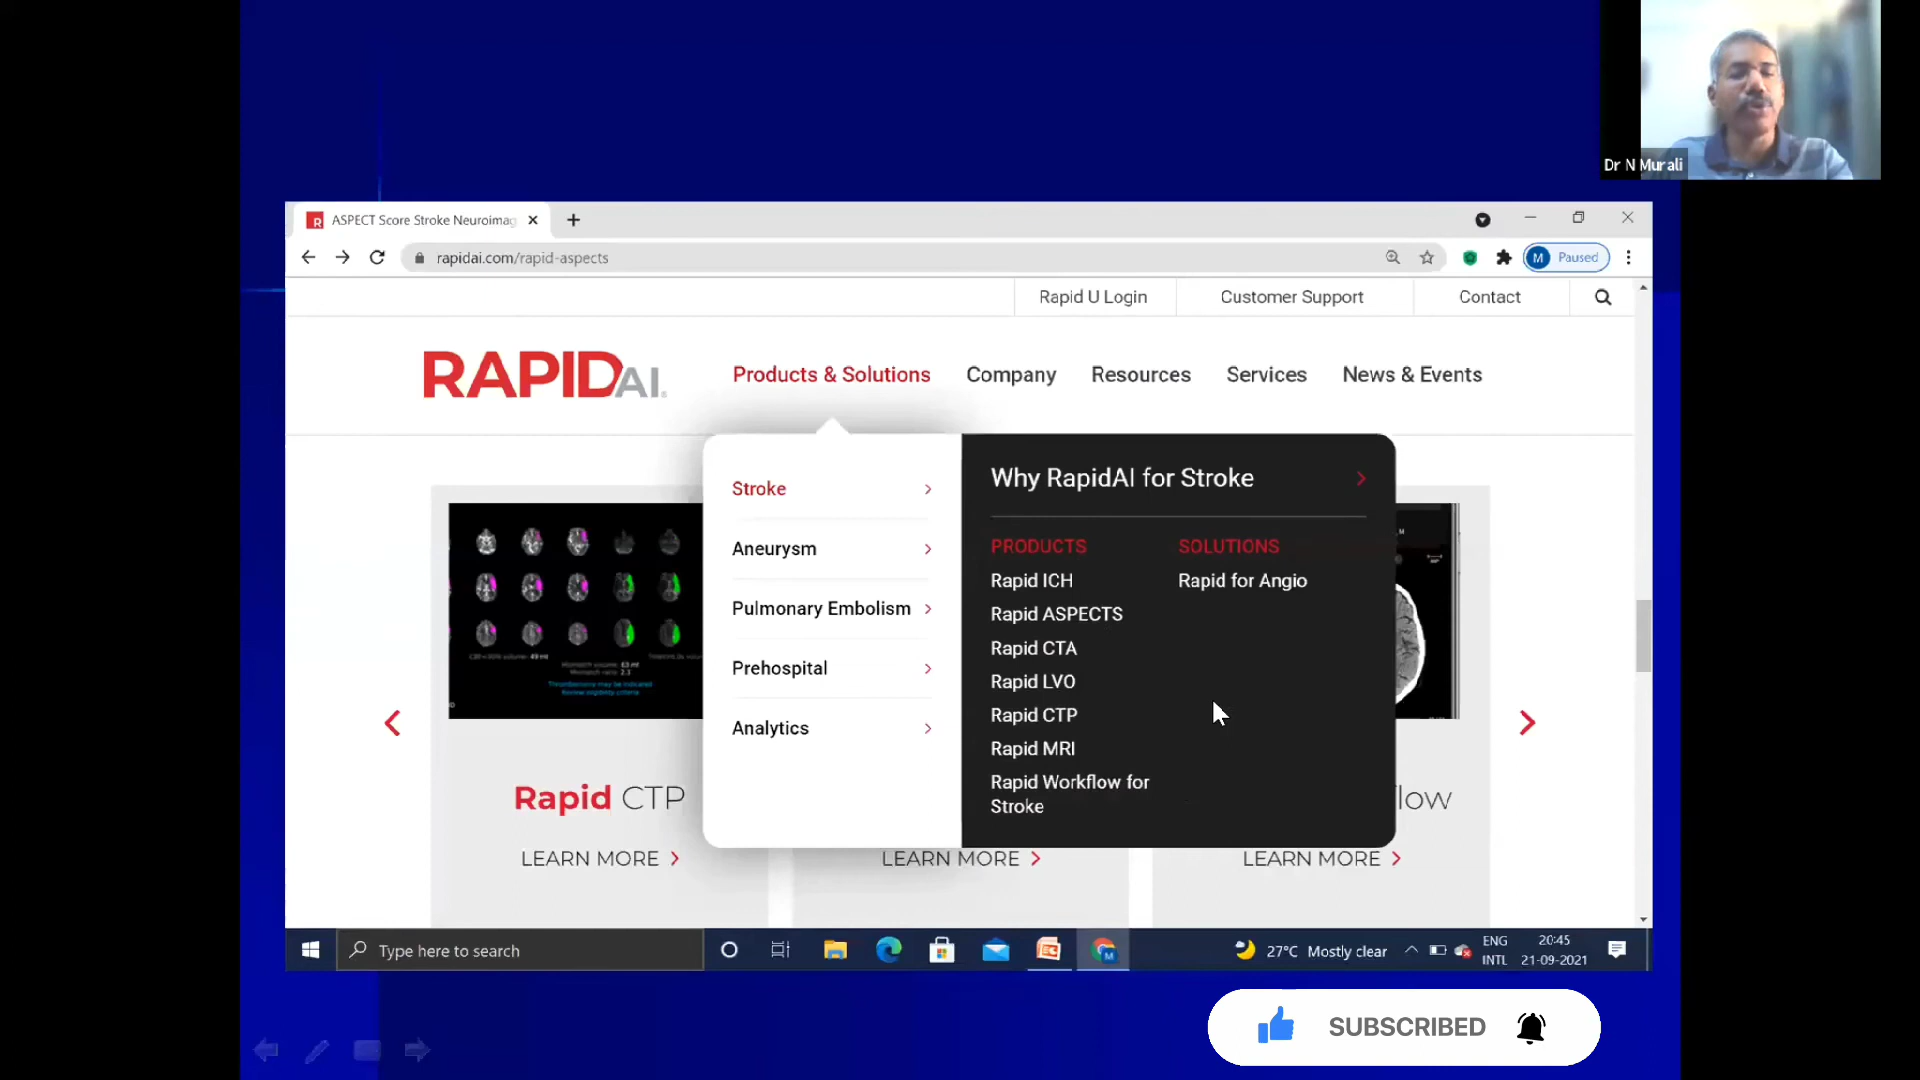 Dr N Murali
ASPECT Score Stroke Neuroimag
rapidai.com/rapid-aspects
M Paused
Rapid U Login
Customer Support
Contact
RAPIDAI
Products & Solutions
Company
Resources
Services
News & Events
Stroke
Aneurysm
Pulmonary Embolism
Prehospital
Analytics
Why RapidAI for Stroke
PRODUCTS
Rapid ICH
Rapid ASPECTS
Rapid CTA
Rapid LVO
Rapid CTP
Rapid MRI
Rapid Workflow for
Stroke
SOLUTIONS
Rapid for Angio
Rapid CTP
low
LEARN MORE
LEARN MORE
LEARN MORE
Type here to search
27°C Mostly clear
ENG
INTL
20:45
21-09-2021
SUBSCRIBED